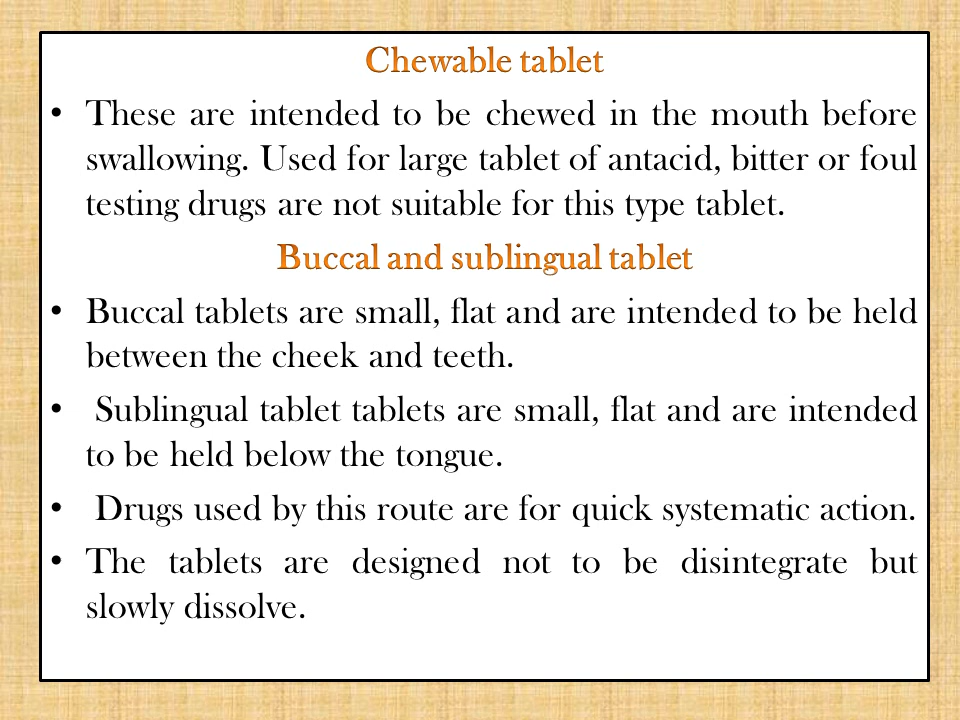 Chewable tablet
• These are intended to be chewed in the mouth before
swallowing. Used for large tablet of antacid, bitter or foul
testing drugs are not suitable for this type tablet.
Buccal and sublingual tablet
• Buccal tablets are small, flat and are intended to be held
between the cheek and teeth.
• Sublingual tablet tablets are small, flat and are intended
to be held below the tongue.
• Drugs used by this route are for quick systematic action.
• The tablets are designed not to be disintegrate but
slowly dissolve.